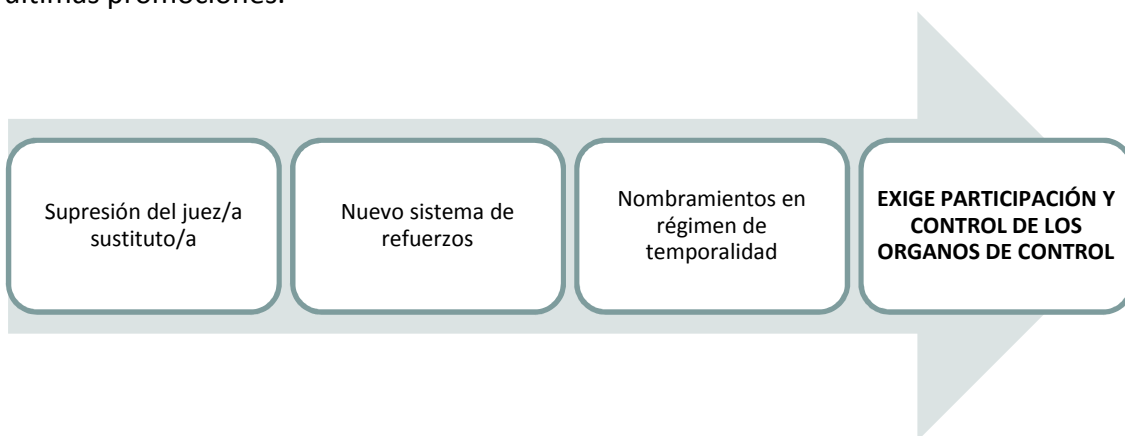 últimas promociones.
Supresión del juez/a
sustituto/a
Nuevo sistema de
refuerzos
Nombramientos en
régimen de
temporalidad
EXIGE PARTICIPACIÓN Y
CONTROL DE LOS
ORGANOS DE CONTROL